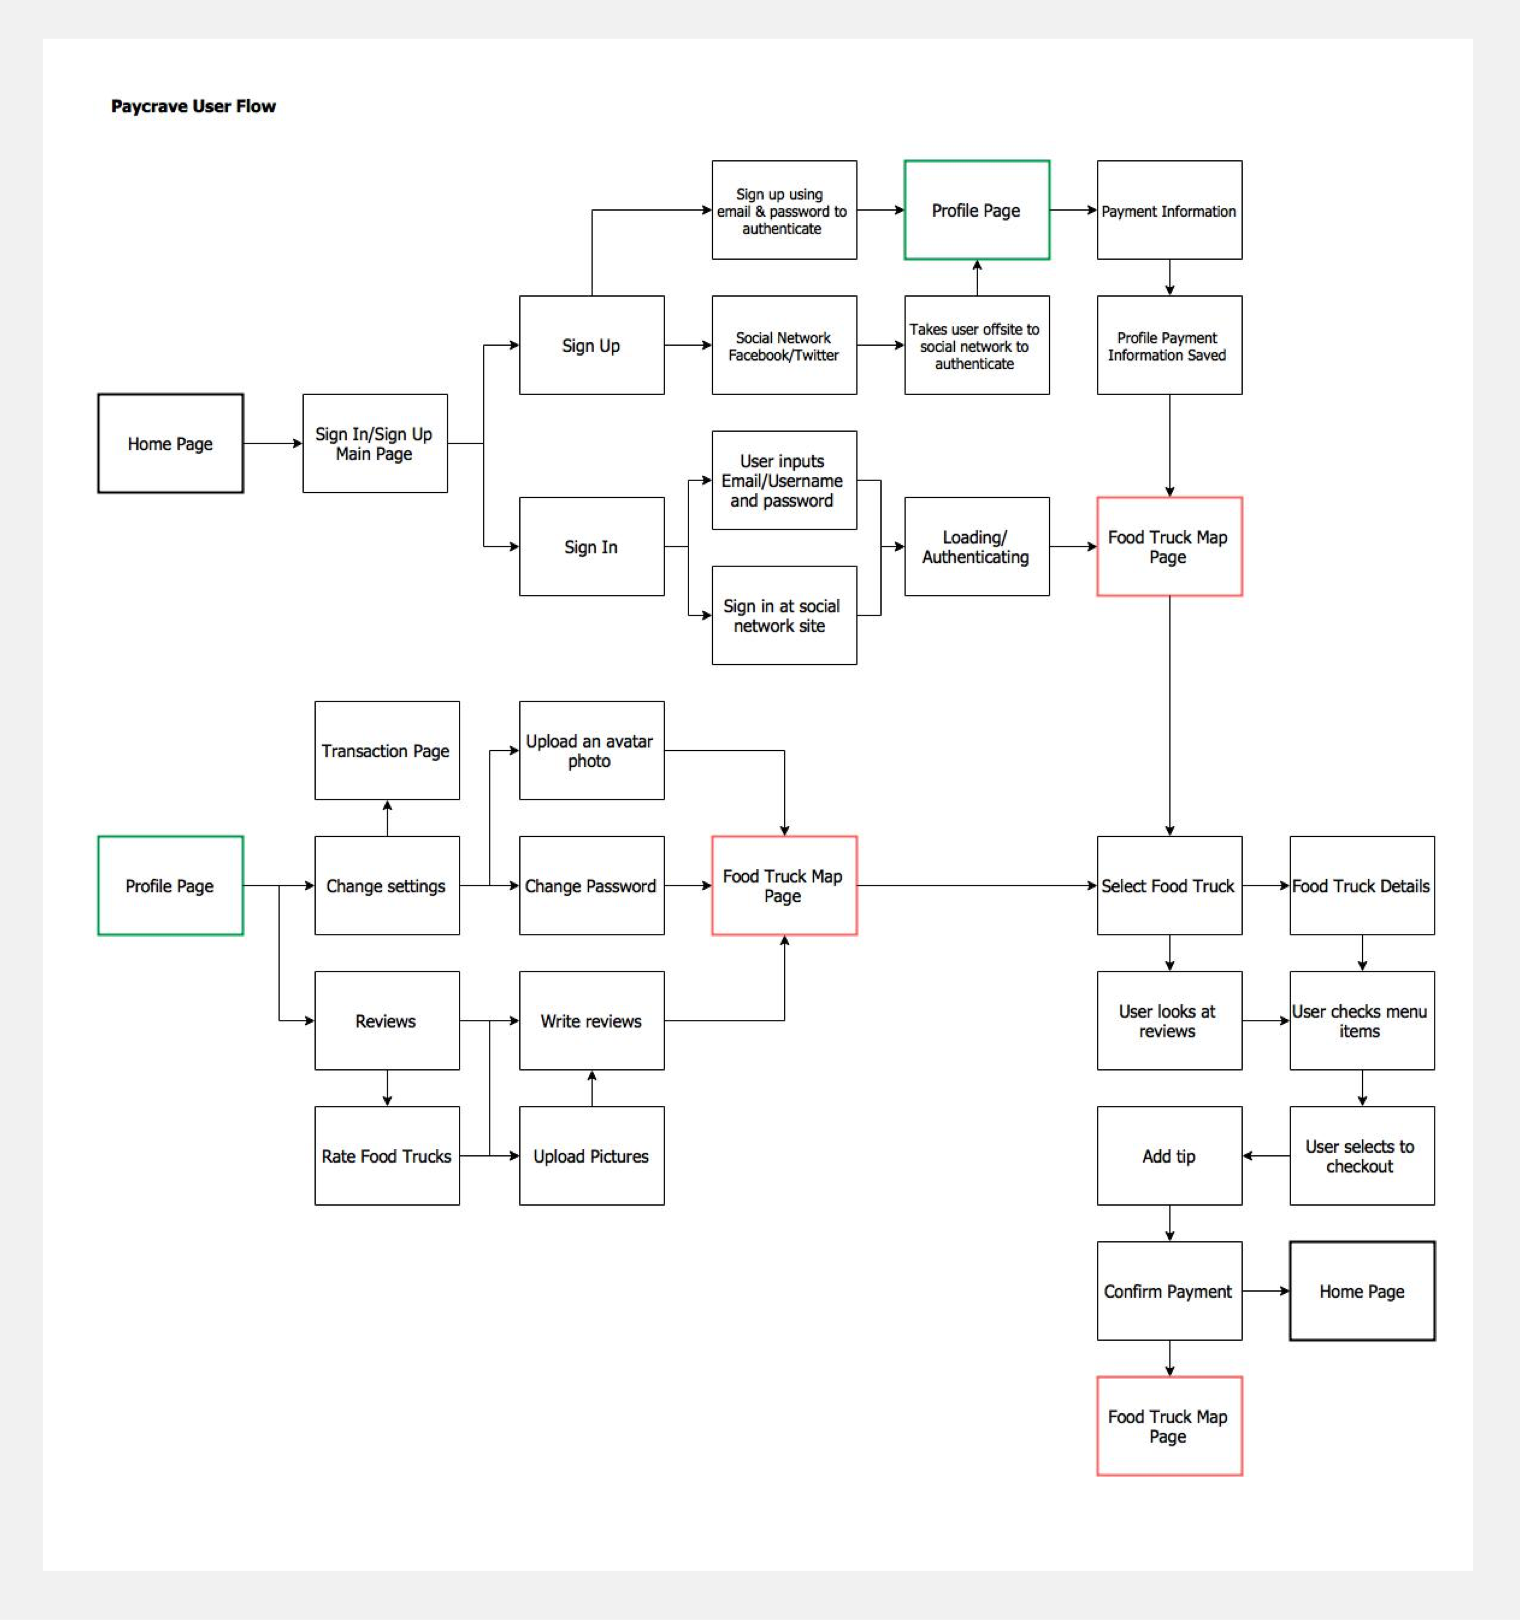 Paycrave User Flow
Sign up using
email & password to
authenticate
Profile Page
Payment Information
Sign Up
Social Network
Facebook/Twitter
Takes user offsite to
social network to
authenticate
Profile Payment
Information Saved
Home Page
Sign In/Sign Up
Main Page
User inputs
Email/Username
and password
Sign In
Loading/
Authenticating
Food Truck Map
Page
Sign in at social
network site
Transaction Page
Upload an avatar
photo
Profile Page
Change settings
Change Password
Food Truck Map
Page
Select Food Truck
Food Truck Details
Reviews
Write reviews
User looks at
reviews
User checks menu
items
Rate Food Trucks
Upload Pictures
Add tip
User selects to
checkout
Confirm Payment
Home Page
Food Truck Map
Page